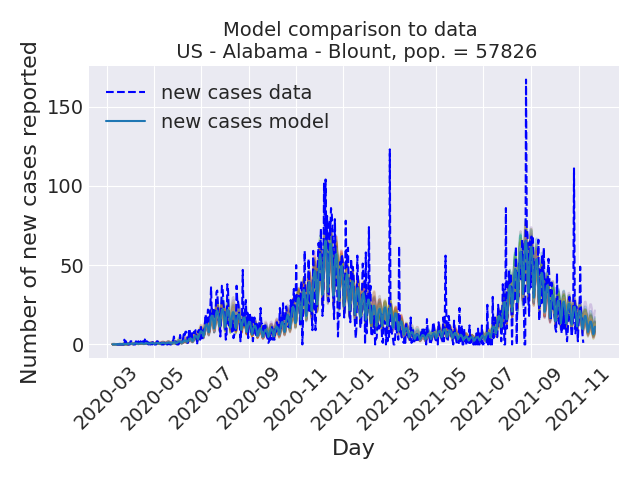 Model comparison to data
US - Alabama - Blount, pop. = 57826
Number of new cases reported
150
100
50
0
new cases data
new cases model
2020-03
2020-05
2020-07
2020-09
2020-11
2021-01
2021-03
2021-05
2021-07
2021-09
2021-11
Day